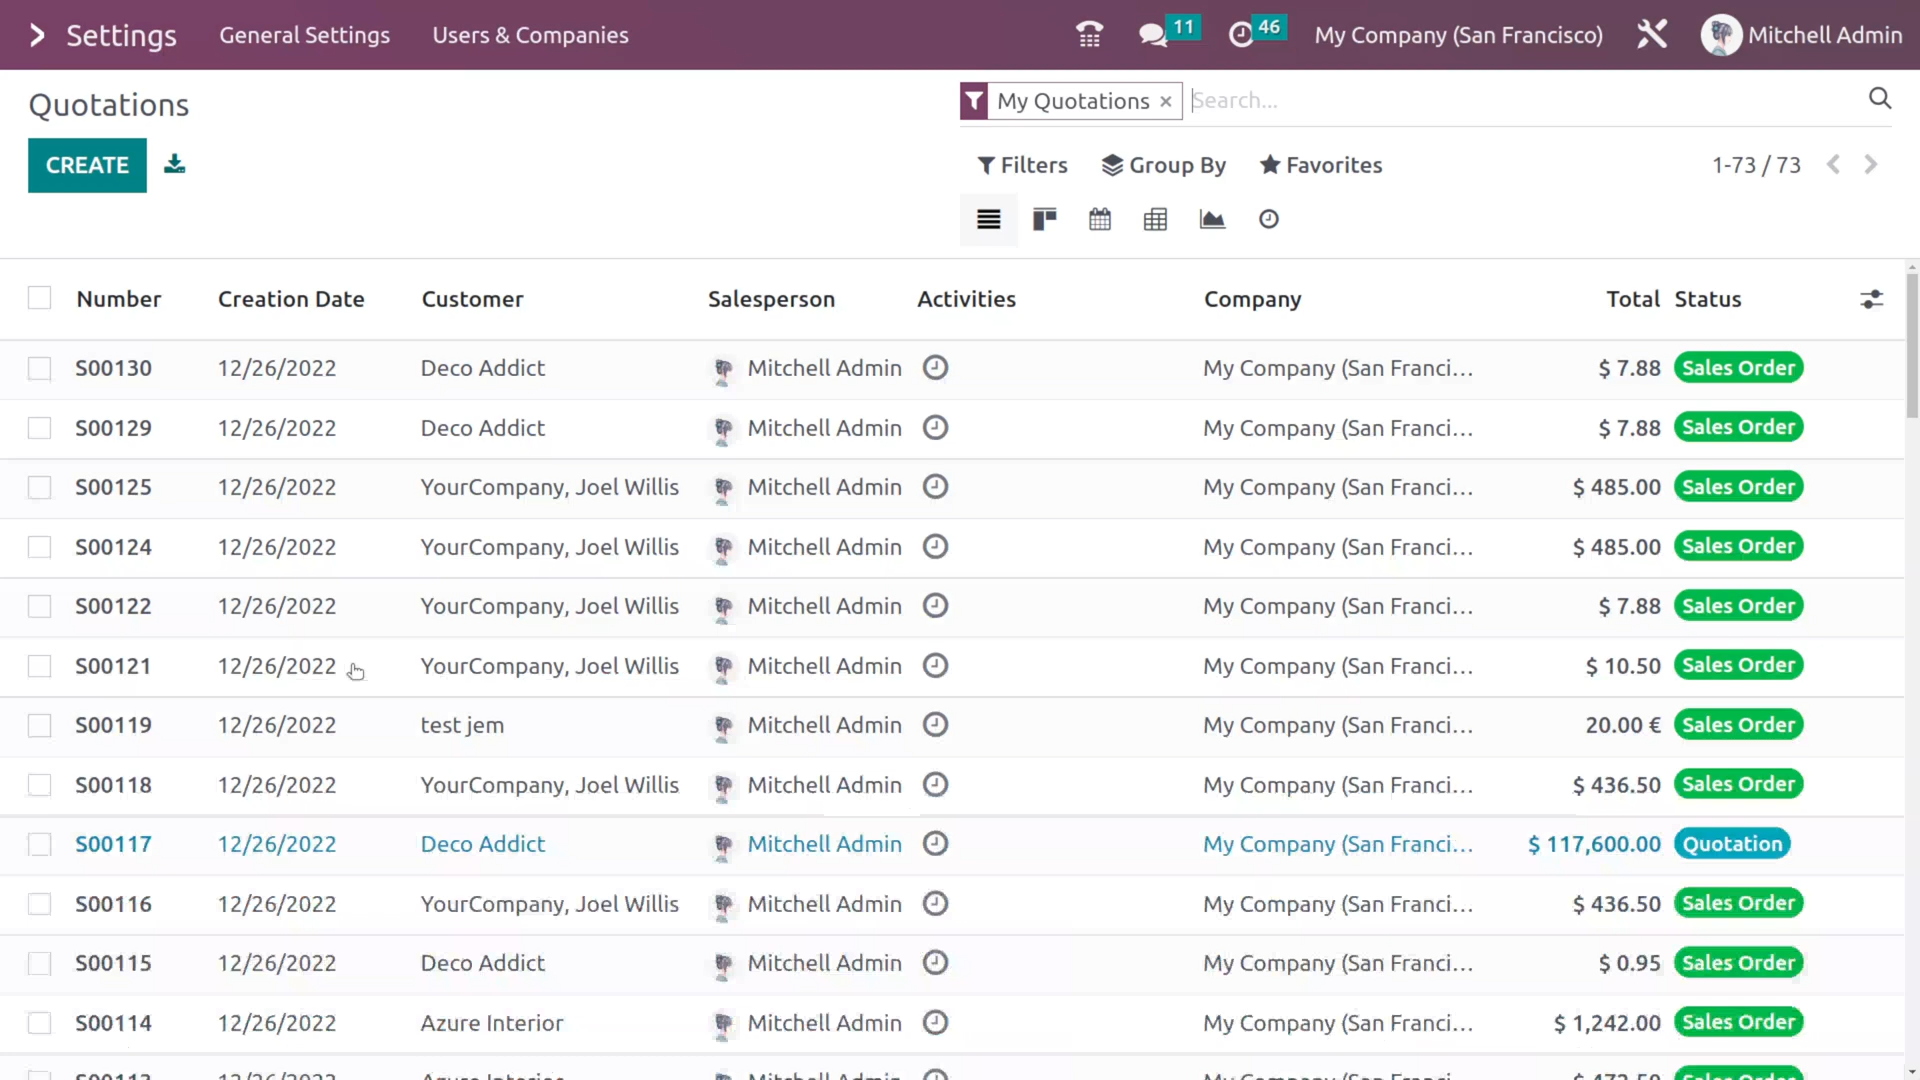 Settings General Settings Users & Companies 11 46 My Company (San Francisco) Mitchell Admin
Quotations
My Quotations × Search...
CREATE
Filters Group By Favorites 1-73 / 73
Number Creation Date Customer Salesperson Activities Company Total Status
S00130 12/26/2022 Deco Addict Mitchell Admin My Company (San Franci... $ 7.88 Sales Order
S00129 12/26/2022 Deco Addict Mitchell Admin My Company (San Franci... $ 7.88 Sales Order
S00125 12/26/2022 YourCompany, Joel Willis Mitchell Admin My Company (San Franci... $ 485.00 Sales Order
S00124 12/26/2022 YourCompany, Joel Willis Mitchell Admin My Company (San Franci... $ 485.00 Sales Order
S00122 12/26/2022 YourCompany, Joel Willis Mitchell Admin My Company (San Franci... $ 7.88 Sales Order
S00121 12/26/2022 YourCompany, Joel Willis Mitchell Admin My Company (San Franci... $ 10.50 Sales Order
S00119 12/26/2022 test jem Mitchell Admin My Company (San Franci... 20.00 € Sales Order
S00118 12/26/2022 YourCompany, Joel Willis Mitchell Admin My Company (San Franci... $ 436.50 Sales Order
S00117 12/26/2022 Deco Addict Mitchell Admin My Company (San Franci... $ 117,600.00 Quotation
S00116 12/26/2022 YourCompany, Joel Willis Mitchell Admin My Company (San Franci... $ 436.50 Sales Order
S00115 12/26/2022 Deco Addict Mitchell Admin My Company (San Franci... $ 0.95 Sales Order
S00114 12/26/2022 Azure Interior Mitchell Admin My Company (San Franci... $ 1,242.00 Sales Order